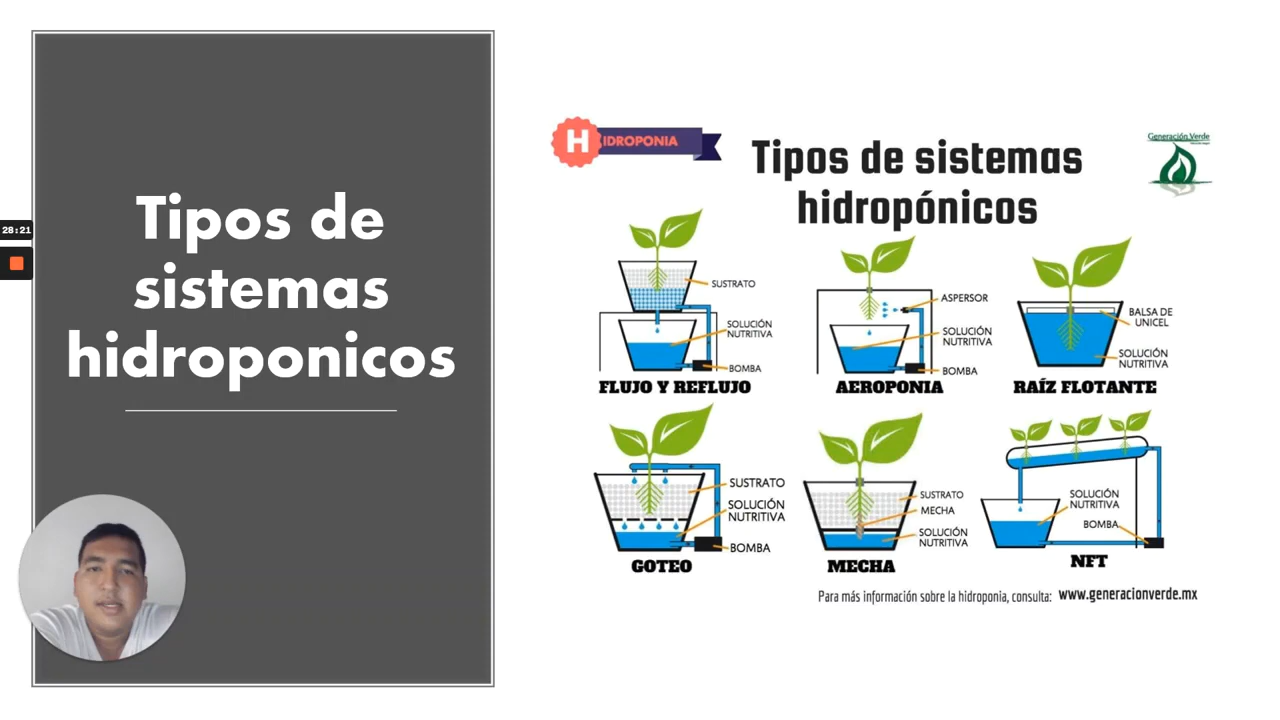 Tipos de
sistemas
hidroponicos
28:21
HIDROPONIA
Tipos de sistemas
hidropónicos
Generación Verde
SUSTRATO
SOLUCIÓN
NUTRITIVA
BOMBA
FLUJO Y REFLUJO
ASPERSOR
SOLUCIÓN
NUTRITIVA
BOMBA
AEROPONIA
BALSA DE
UNICEL
SOLUCIÓN
NUTRITIVA
RAÍZ FLOTANTE
SUSTRATO
SOLUCIÓN
NUTRITIVA
BOMBA
GOTEO
SUSTRATO
MECHA
SOLUCIÓN
NUTRITIVA
MECHA
SOLUCIÓN
NUTRITIVA
BOMBA
NFT
Para más información sobre la hidroponia, consulta: www.generacionverde.mx